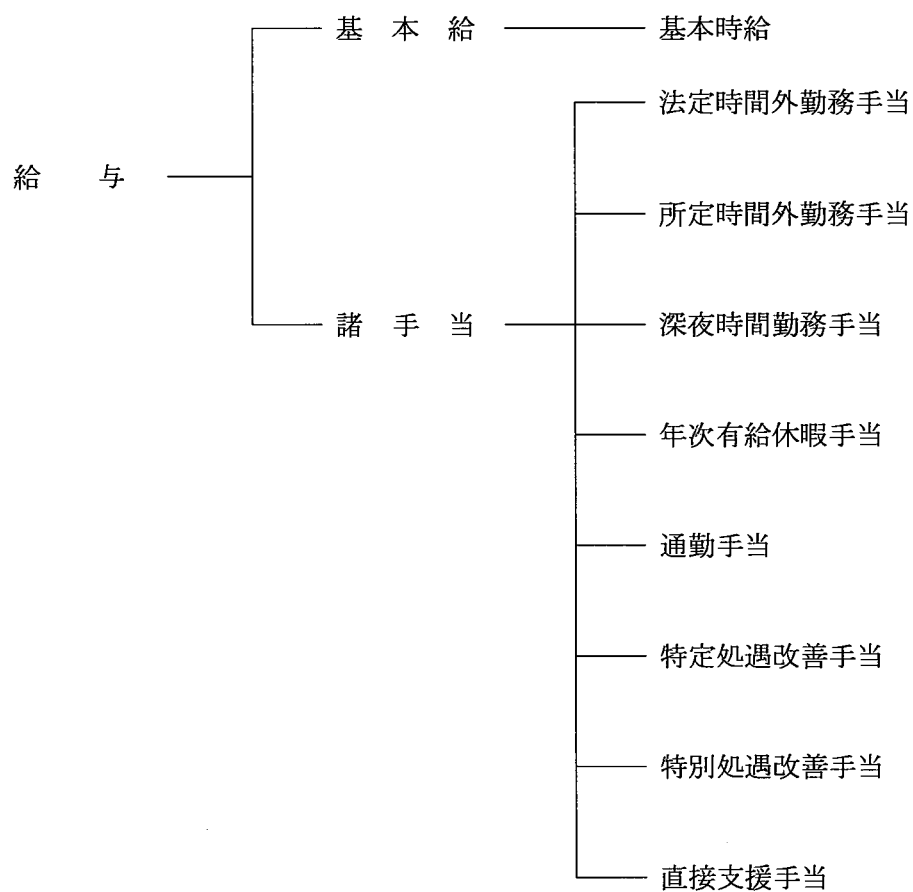 基本給 基本時給
法定時間外勤務手当
給与
所定時間外勤務手当
諸手当 深夜時間勤務手当
年次有給休暇手当
通勤手当
特定処遇改善手当
特別処遇改善手当
直接支援手当